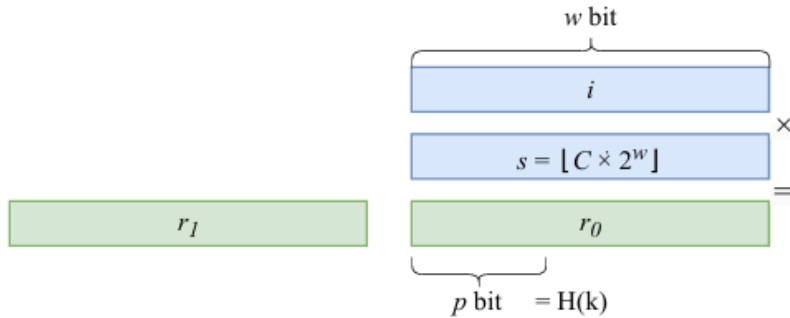 w bit
i
×
s = ⌊ C ẋ 2^w ⌋
=
r_1 r_0
p bit = H(k)